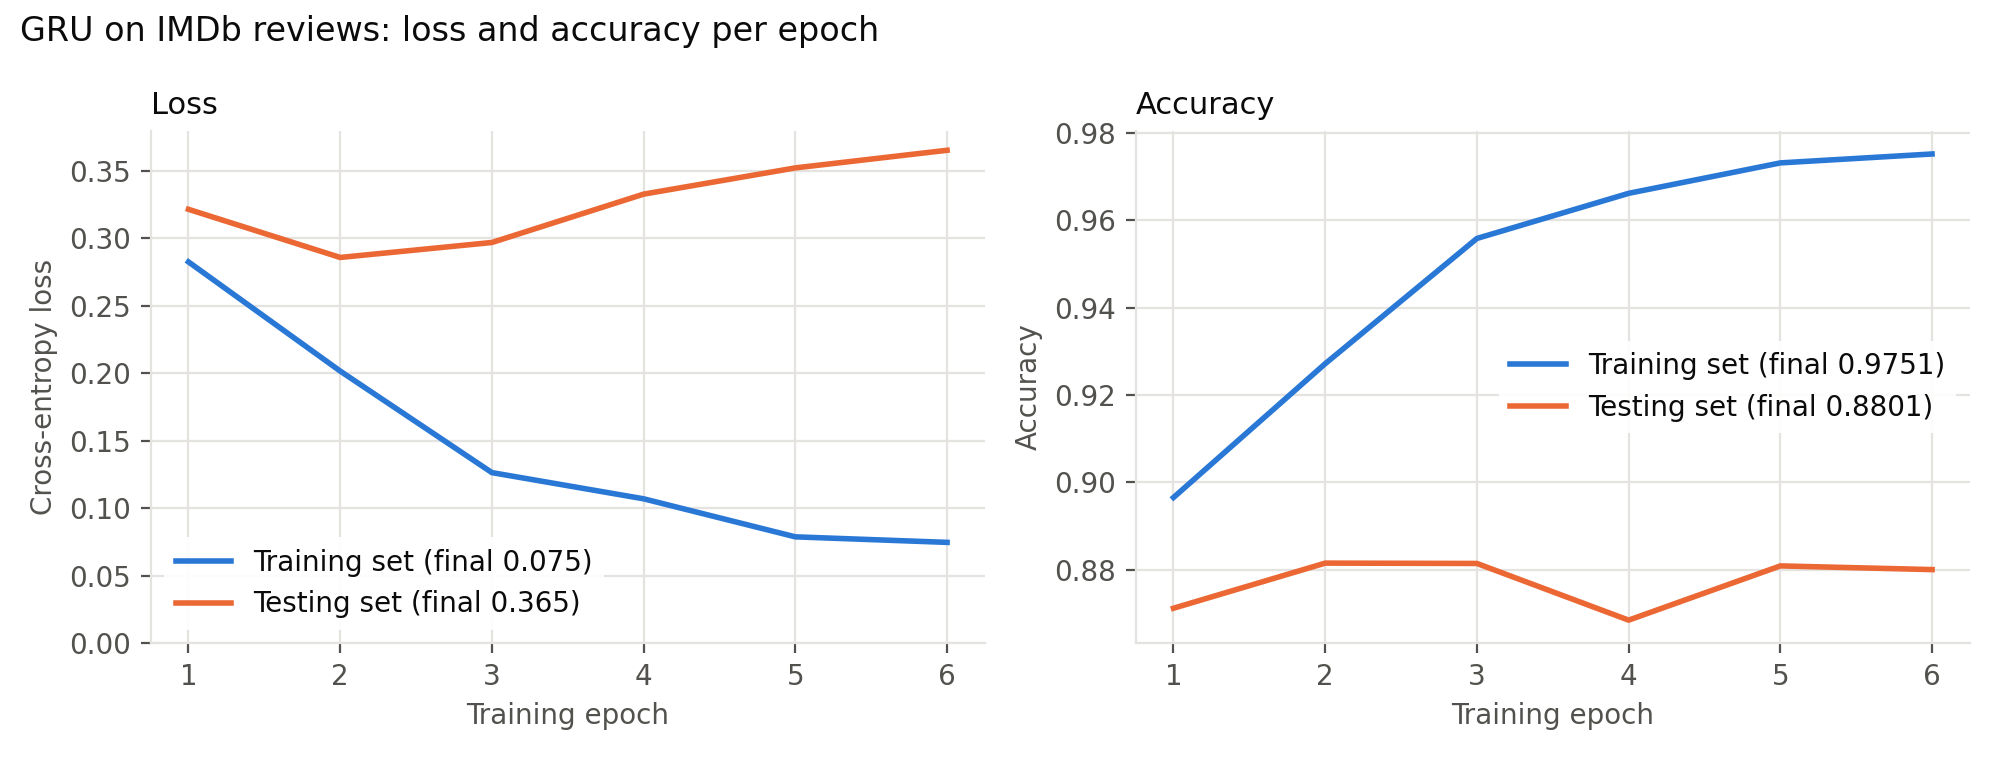 GRU on IMDb reviews: loss and accuracy per epoch
Loss
Cross-entropy loss
0.35
0.30
0.25
0.20
0.15
0.10
0.05
0.00
Training set (final 0.075)
Testing set (final 0.365)
1 2 3 4 5 6
Training epoch
Accuracy
Accuracy
0.98
0.96
0.94
0.92
0.90
0.88
Training set (final 0.9751)
Testing set (final 0.8801)
1 2 3 4 5 6
Training epoch